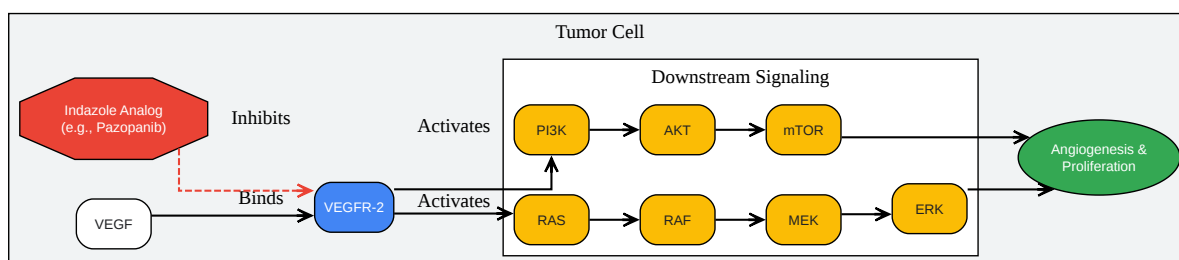 Tumor Cell
Downstream Signaling
Indazole Analog
(e.g., Pazopanib)
Inhibits
Activates
PI3K
AKT
mTOR
Angiogenesis &
Proliferation
Binds
Activates
VEGF
VEGFR-2
RAS
RAF
MEK
ERK